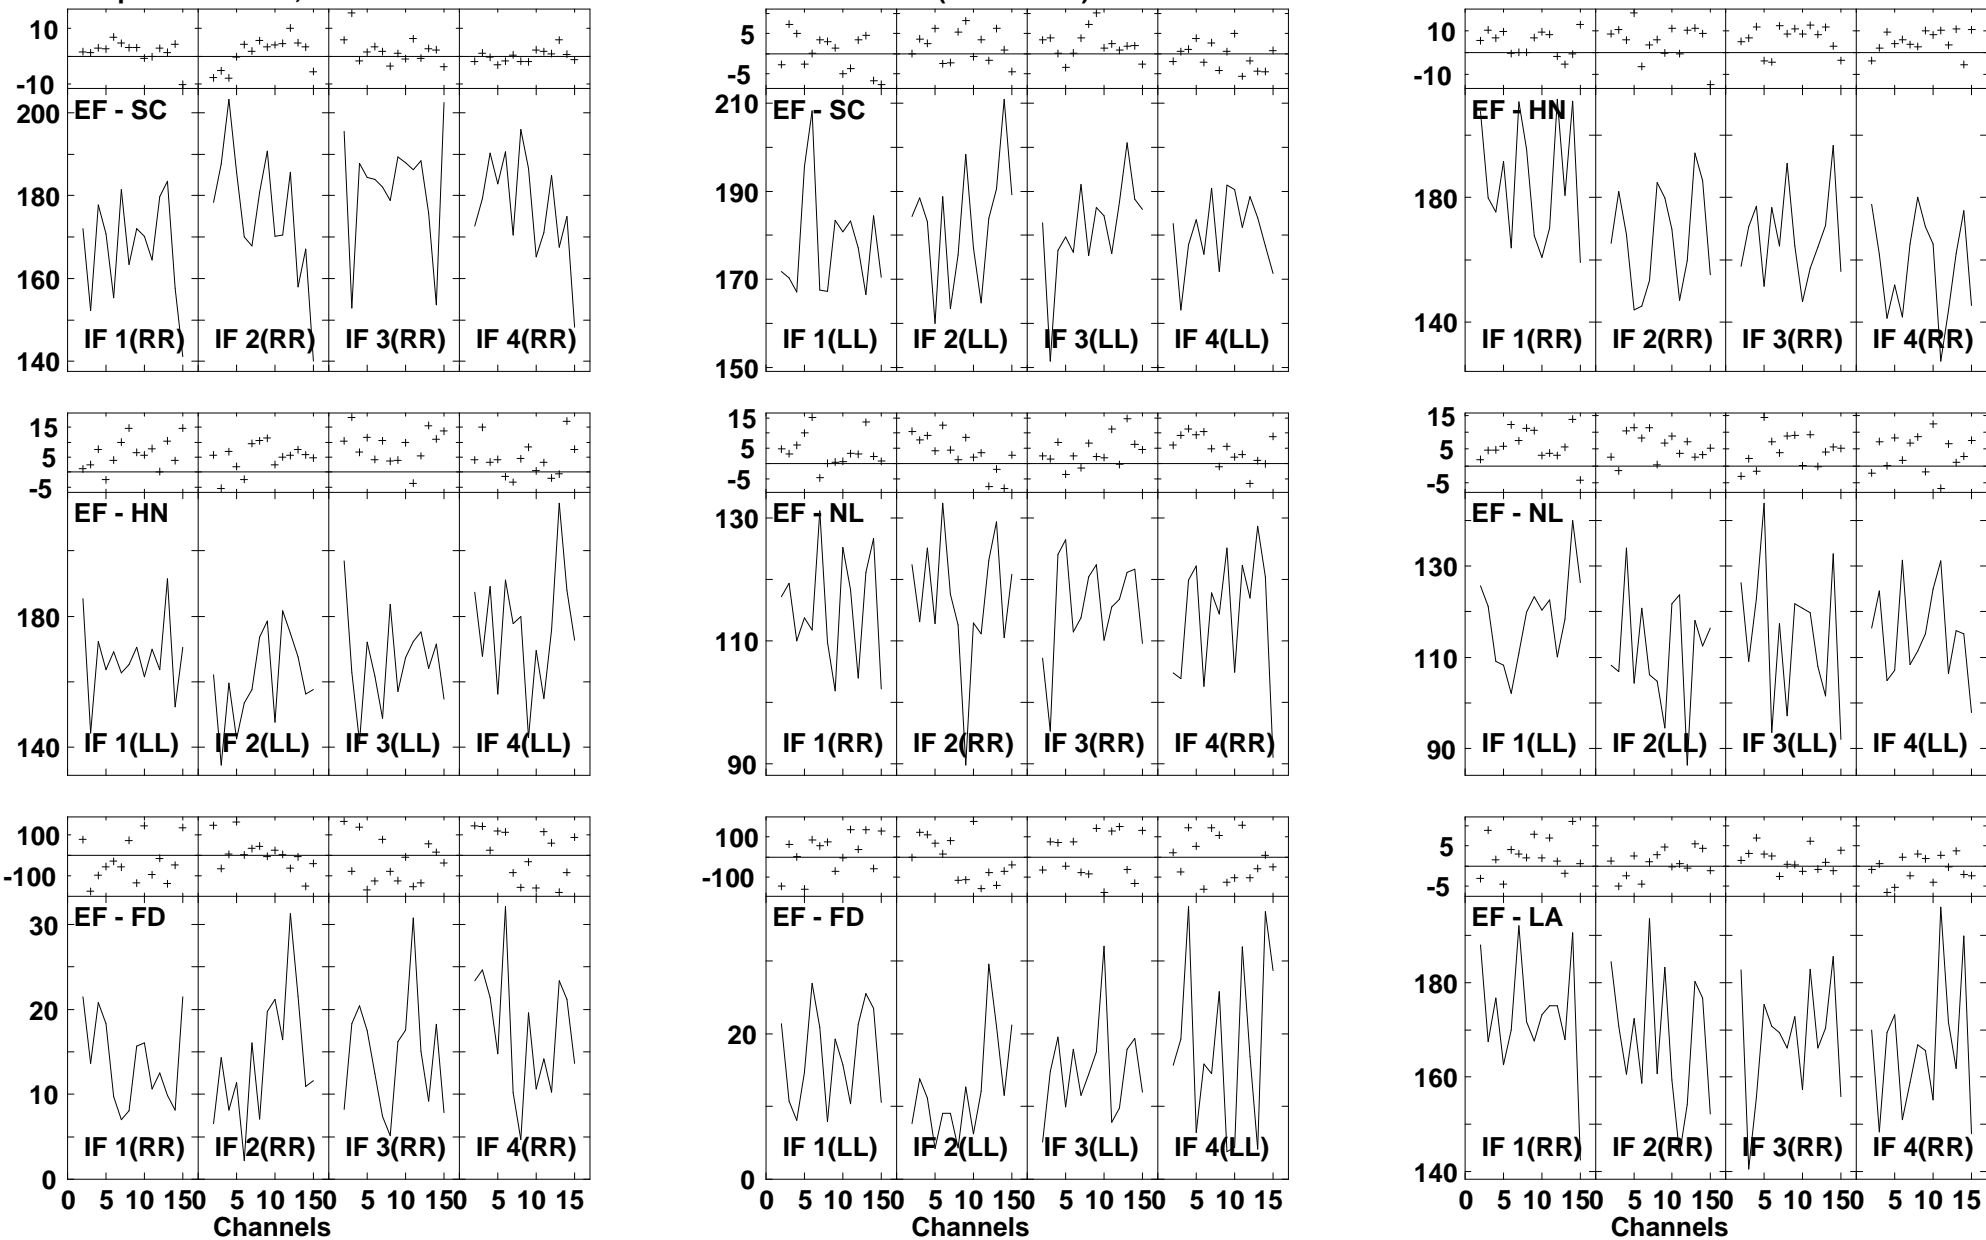 10 5 10
-10 -5 -10
200 EF - SC 210 EF - SC EF - HN
180 190 180
160 170
IF 1(RR) IF 2(RR) IF 3(RR) IF 4(RR) IF 1(LL) IF 2(LL) IF 3(LL) IF 4(LL) 140 IF 1(RR) IF 2(RR) IF 3(RR) IF 4(RR)
140 150
15 15 15
5 5 5
-5 -5 -5
EF - HN 130 EF - NL EF - NL
180 110 130
110
140 IF 1(LL) IF 2(LL) IF 3(LL) IF 4(LL) 90 IF 1(RR) IF 2(RR) IF 3(RR) IF 4(RR) 90 IF 1(LL) IF 2(LL) IF 3(LL) IF 4(LL)
100 100 5
-100 -100 -5
30 EF - FD EF - FD EF - LA
20 20 180
10 160
IF 1(RR) IF 2(RR) IF 3(RR) IF 4(RR) IF 1(LL) IF 2(LL) IF 3(LL) IF 4(LL) IF 1(RR) IF 2(RR) IF 3(RR) IF 4(RR)
0 0 140
0 5 10 150 5 10 150 5 10 150 5 10 15 0 5 10 150 5 10 150 5 10 150 5 10 15 0 5 10 150 5 10 150 5 10 150 5 10 15
Channels Channels Channels